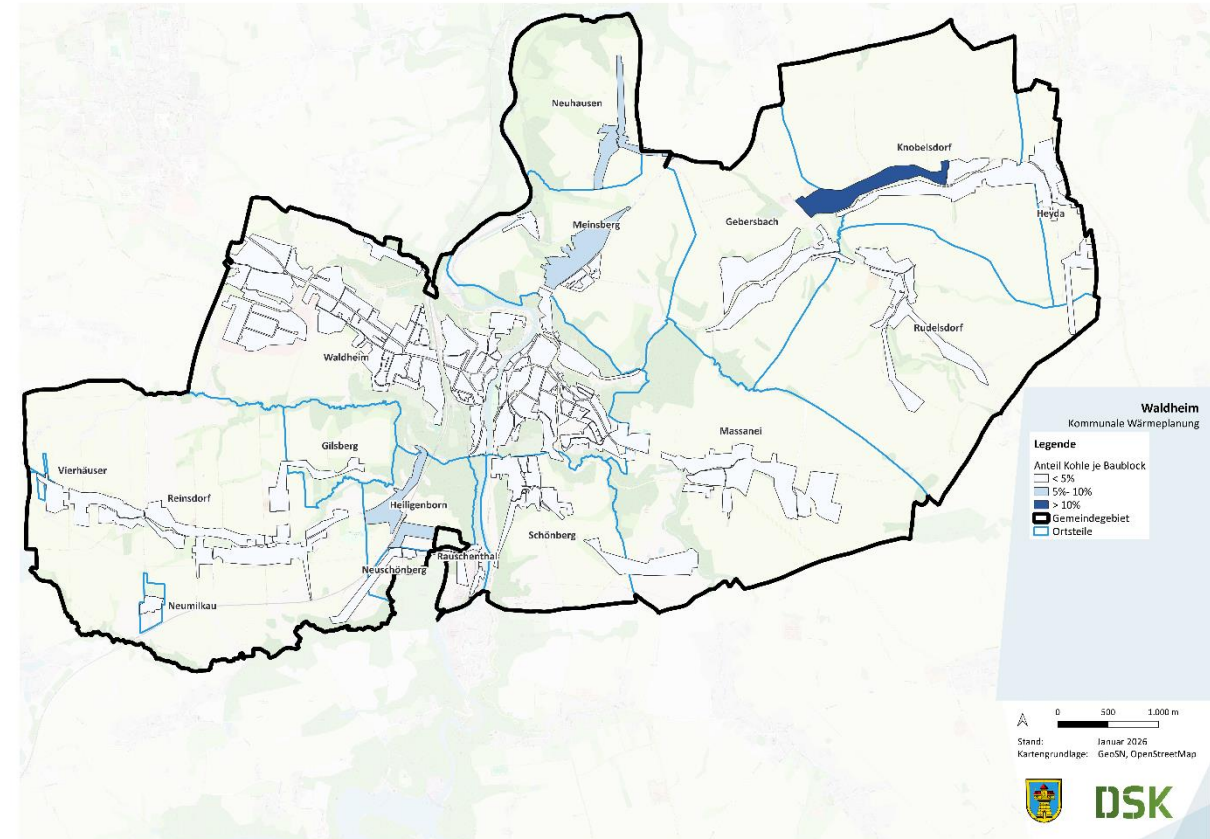 Neuhausen
Knobelsdorf
Gebersbach
Heyda
Meinsberg
Rudelsdorf
Waldheim
Massanei
Gilsberg
Vierhäuser
Reinsdorf
Heiligenborn
Schönberg
Rauschenthal
Neuschönberg
Neumilkau
Waldheim
Kommunale Wärmeplanung
Legende
Anteil Kohle je Baublock
< 5%
5%- 10%
> 10%
Gemeindegebiet
Ortsteile
0 500 1.000 m
Stand: Januar 2026
Kartengrundlage: GeoSN, OpenStreetMap
DSK